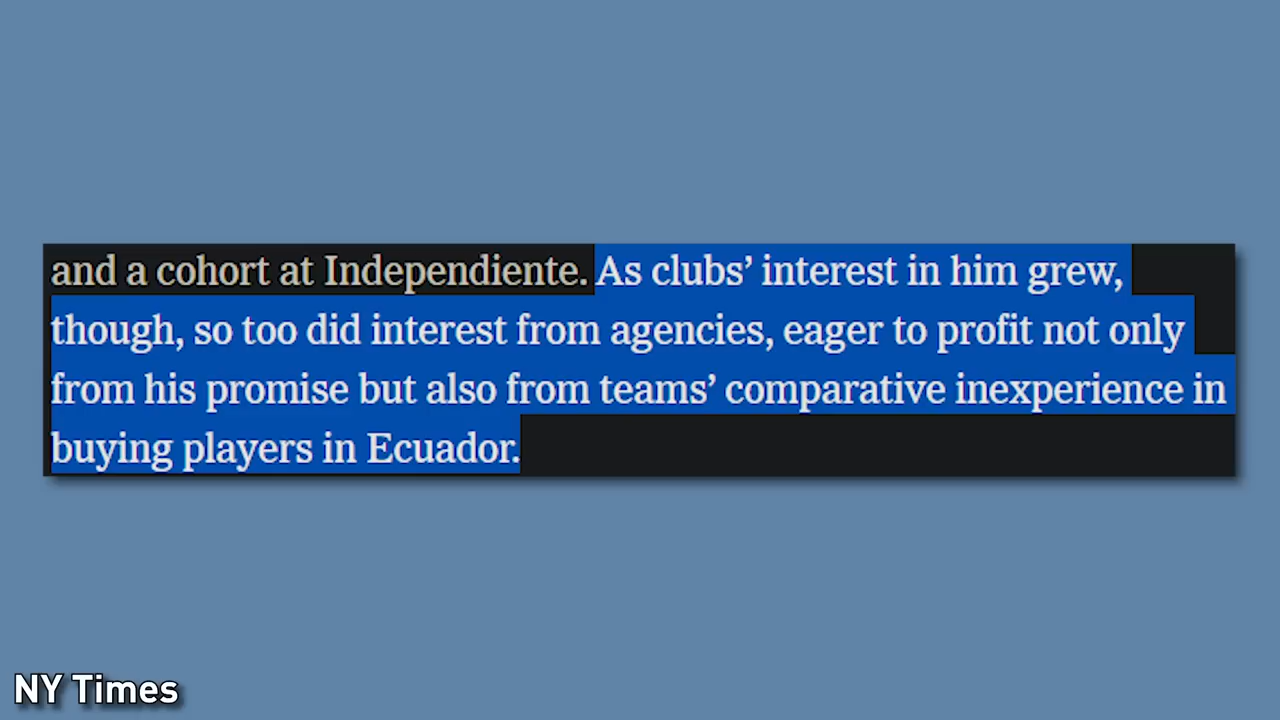 and a cohort at Independiente. As clubs’ interest in him grew,
though, so too did interest from agencies, eager to profit not only
from his promise but also from teams’ comparative inexperience in
buying players in Ecuador.
NY Times